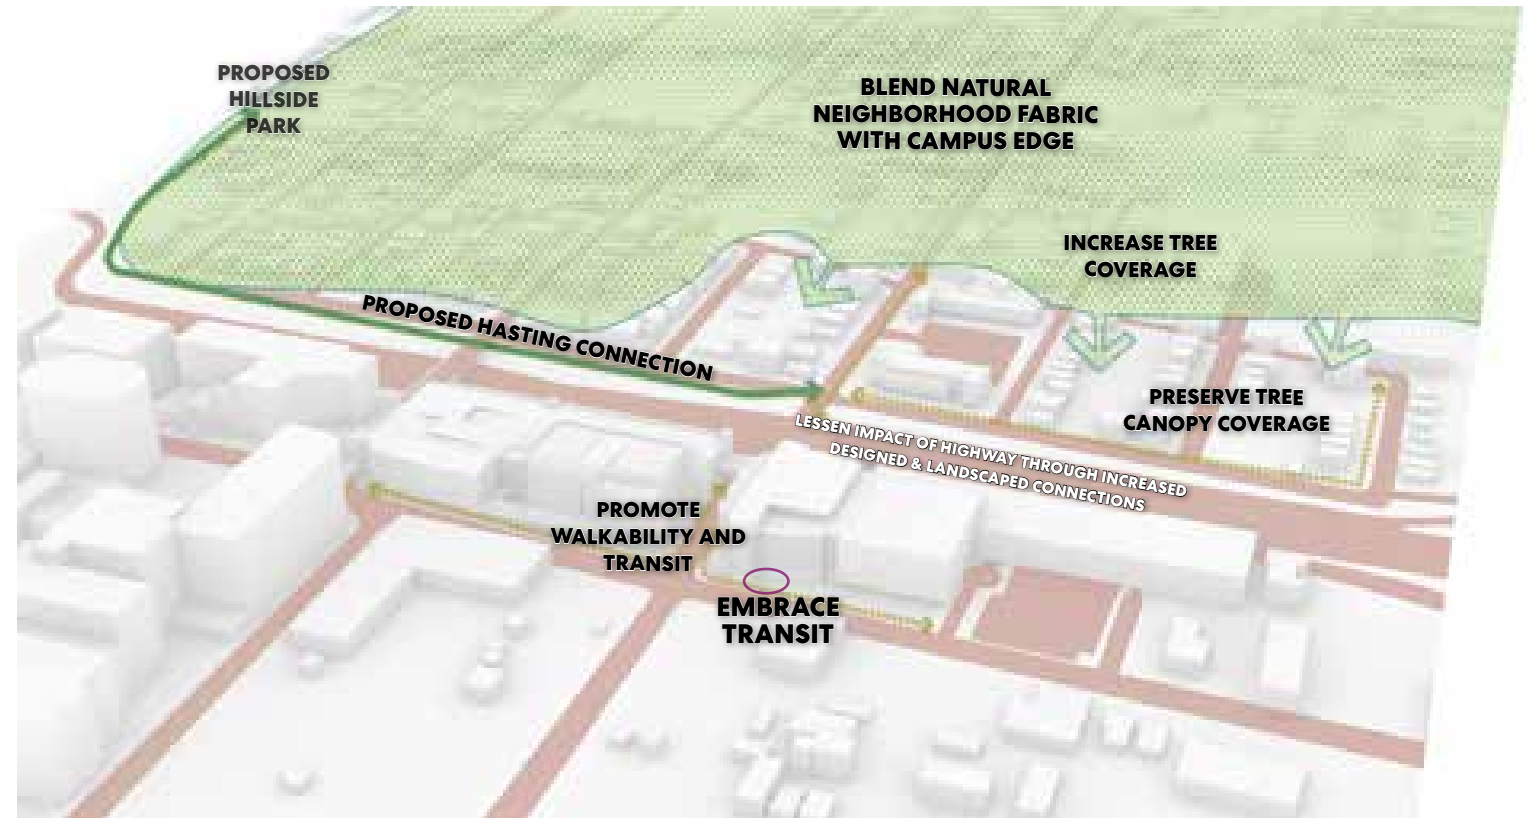 PROPOSED
HILLSIDE
PARK
BLEND NATURAL
NEIGHBORHOOD FABRIC
WITH CAMPUS EDGE
INCREASE TREE
COVERAGE
PROPOSED HASTING CONNECTION
PRESERVE TREE
CANOPY COVERAGE
LESSEN IMPACT OF HIGHWAY THROUGH INCREASED
DESIGNED & LANDSCAPED CONNECTIONS
PROMOTE
WALKABILITY AND
TRANSIT
EMBRACE
TRANSIT